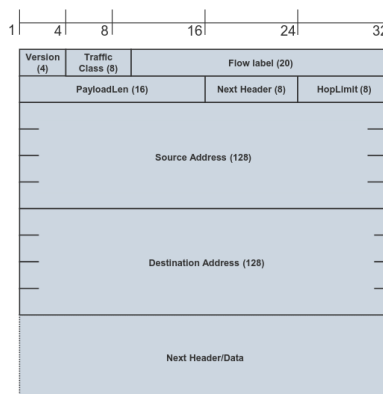 1 4 8 16 24 32
Version Traffic
(4) Class (8) Flow label (20)
PayloadLen (16) Next Header (8) HopLimit (8)
Source Address (128)
Destination Address (128)
Next Header/Data